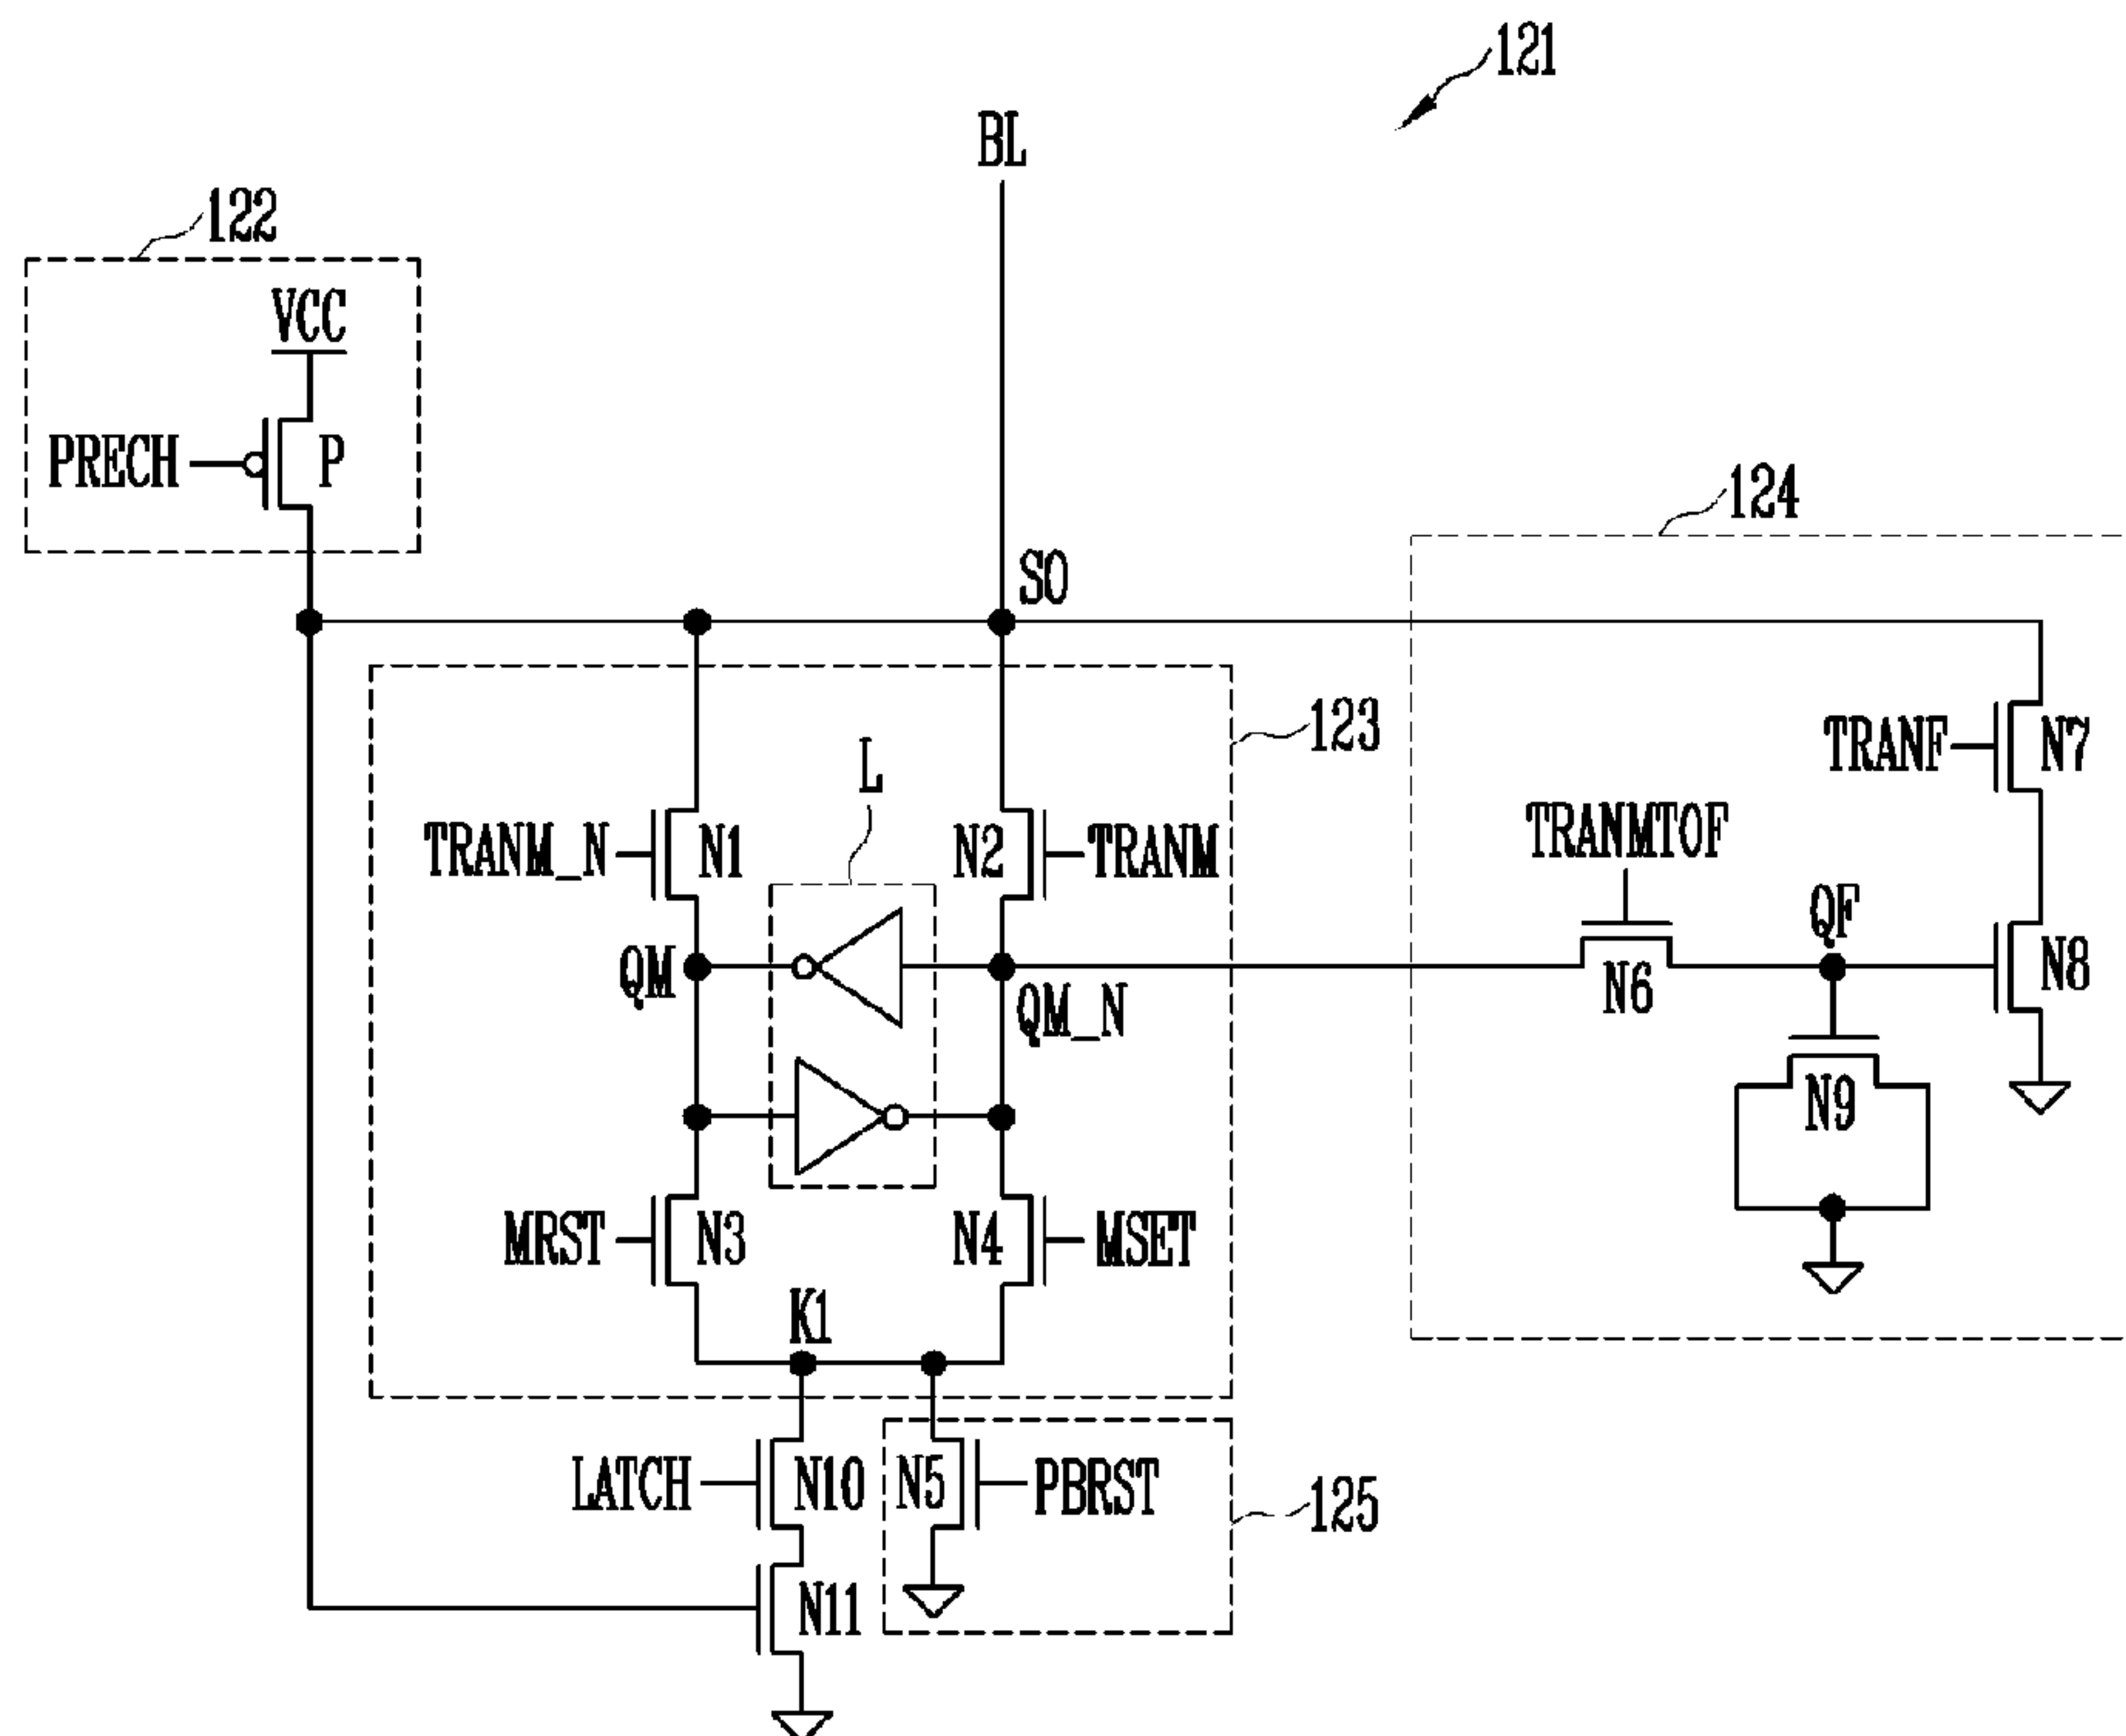 121
BL
122
VCC
PRECH
P
124
SO
123
TRANF
N7
L
TRANMTOF
TRANM_N
N1
N2
TRANM
QF
QM
N6
N8
QM_N
N9
MRST
N3
N4
MSET
K1
LATCH
N10
N5
PBRST
125
N11